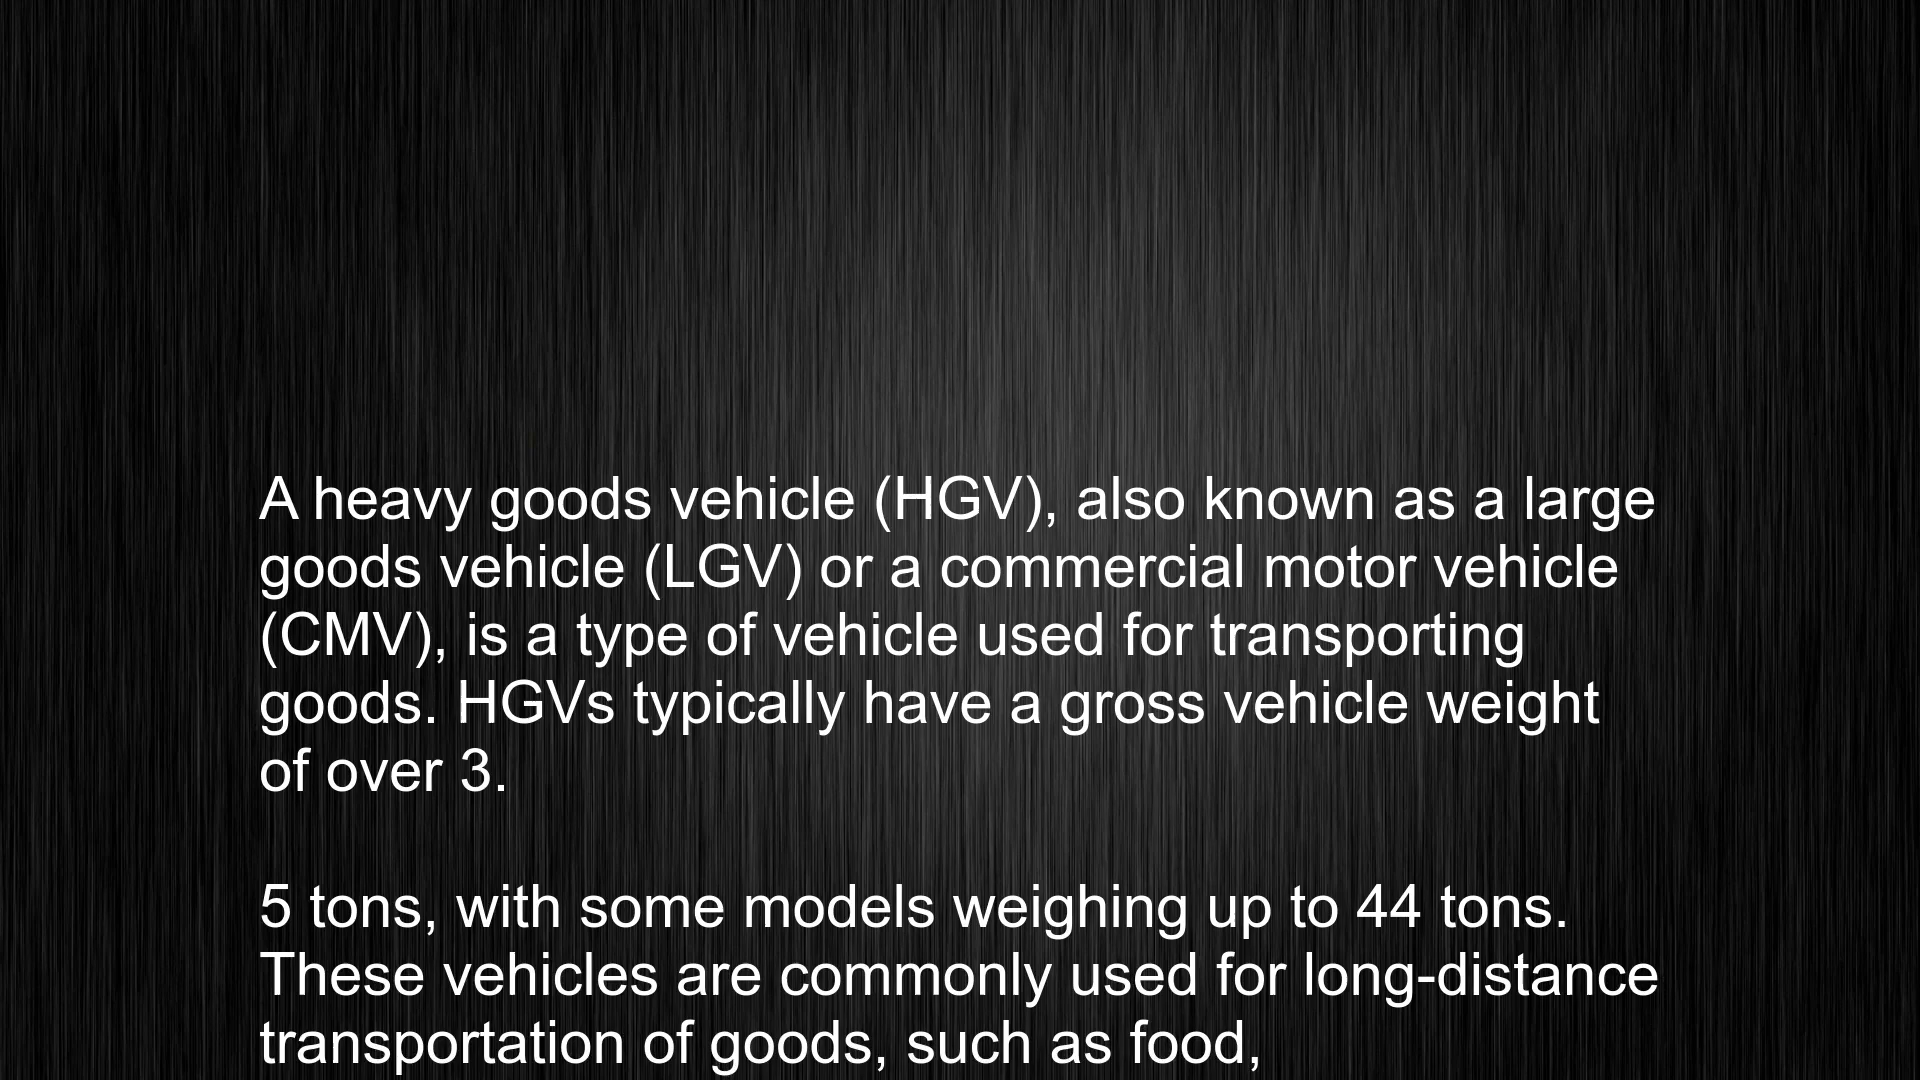 A heavy goods vehicle (HGV), also known as a large
goods vehicle (LGV) or a commercial motor vehicle
(CMV), is a type of vehicle used for transporting
goods. HGVs typically have a gross vehicle weight
of over 3.
5 tons, with some models weighing up to 44 tons.
These vehicles are commonly used for long-distance
transportation of goods, such as food,